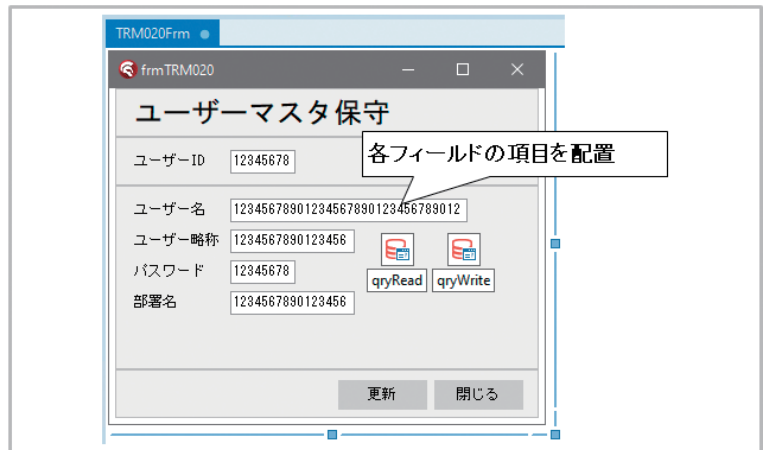 TRM020Frm
frmTRM020
ユーザーマスタ保守
各フィールドの項目を配置
ユーザーID 12345678
ユーザー名 12345678901234567890123456789012
ユーザー略称 1234567890123456
パスワード 12345678
部署名 1234567890123456
qryRead qryWrite
更新 閉じる